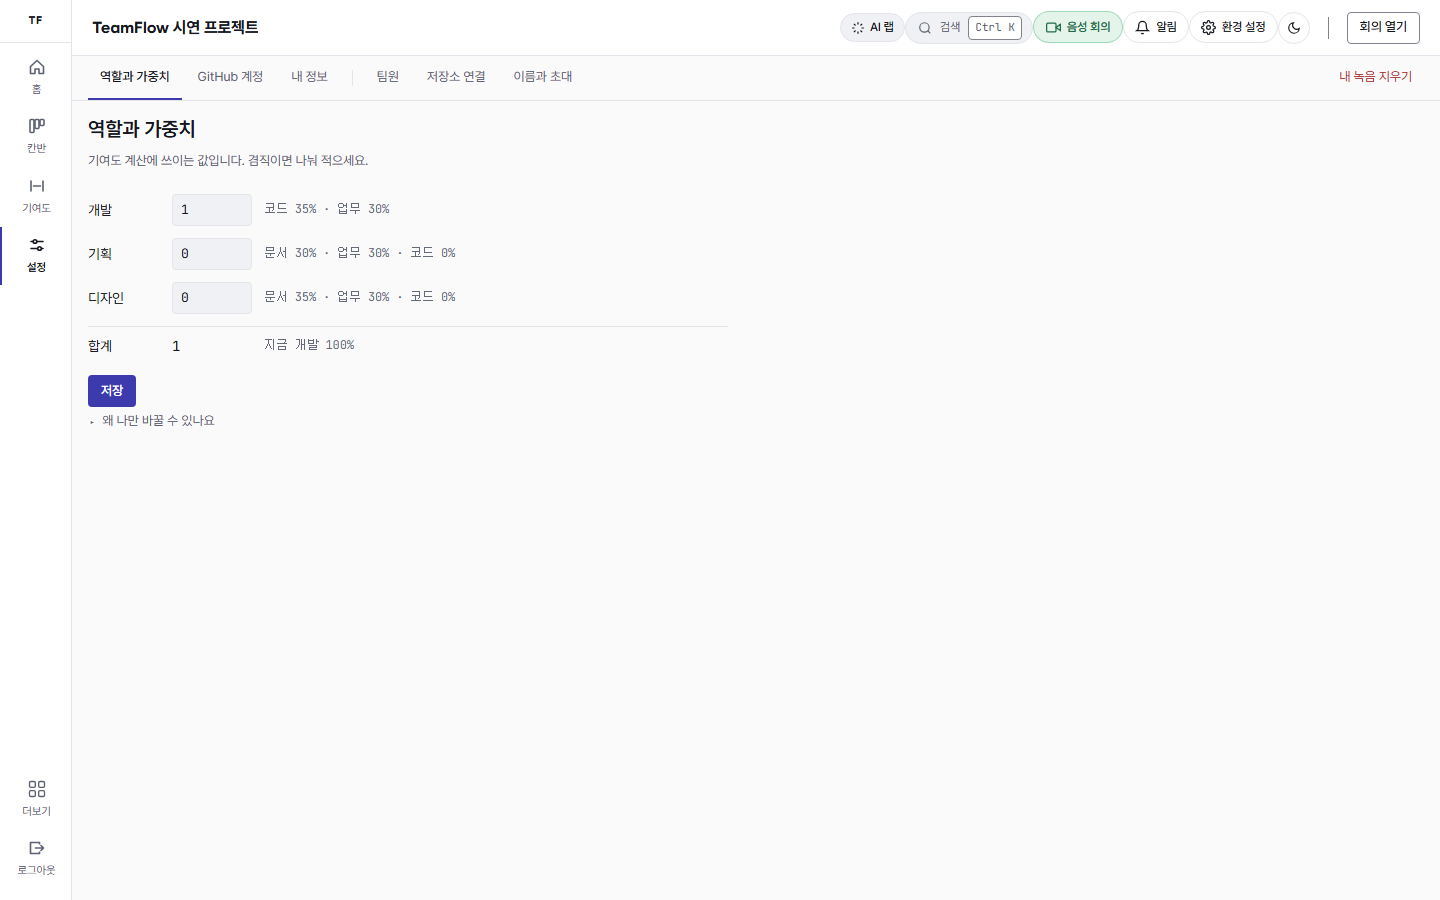 TF
TeamFlow 시연 프로젝트
AI 랩
검색 Ctrl K
음성 회의
알림
환경 설정
회의 열기
홈
칸반
기여도
설정
더보기
로그아웃
역할과 가중치
GitHub 계정
내 정보
팀원
저장소 연결
이름과 초대
내 녹음 지우기
역할과 가중치
기여도 계산에 쓰이는 값입니다. 겸직이면 나눠 적으세요.
개발 1 코드 35% · 업무 30%
기획 0 문서 30% · 업무 30% · 코드 0%
디자인 0 문서 35% · 업무 30% · 코드 0%
합계 1 지금 개발 100%
저장
▸ 왜 나만 바꿀 수 있나요